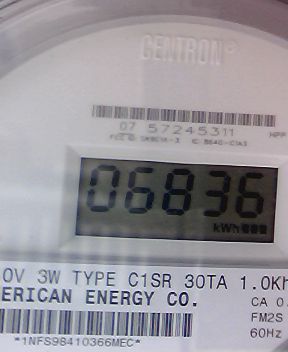 CENTRON®
07 57245311
06836
kWh
0V 3W TYPE C1SR 30TA 1.0Kh
ERICAN ENERGY CO.
CA 0.
FM2S
60Hz
*1NFS98410366MEC*